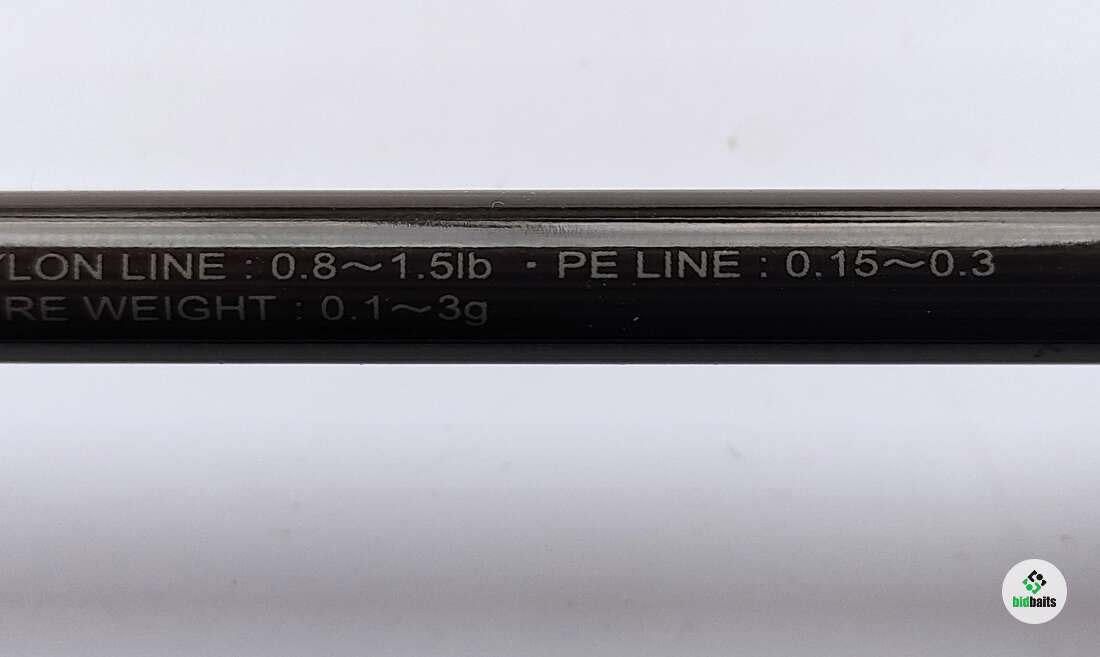 YLON LINE : 0.8～1.5lb ・PE LINE : 0.15～0.3
RE WEIGHT : 0.1～3g
bidbaits